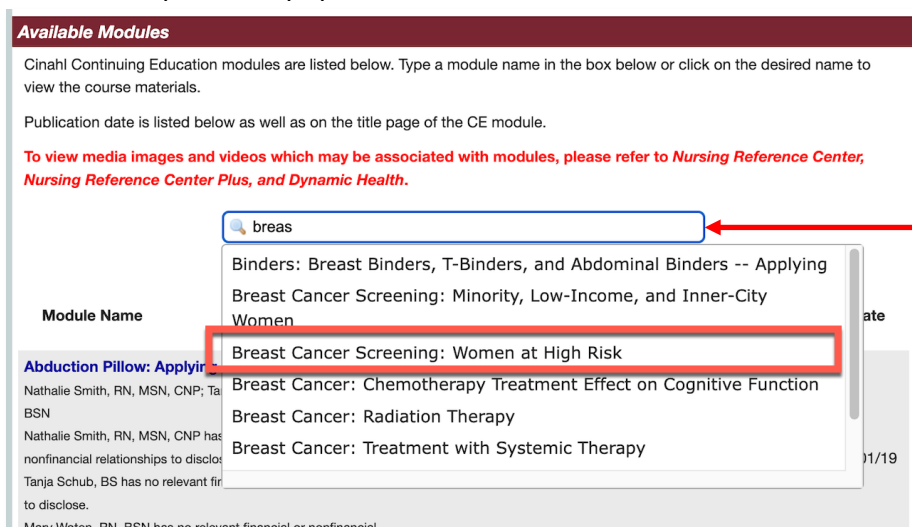 Available Modules
Cinahl Continuing Education modules are listed below. Type a module name in the box below or click on the desired name to
view the course materials.
Publication date is listed below as well as on the title page of the CE module.
To view media images and videos which may be associated with modules, please refer to Nursing Reference Center,
Nursing Reference Center Plus, and Dynamic Health.
breas
Binders: Breast Binders, T-Binders, and Abdominal Binders -- Applying
Breast Cancer Screening: Minority, Low-Income, and Inner-City
Women
Breast Cancer Screening: Women at High Risk
Breast Cancer: Chemotherapy Treatment Effect on Cognitive Function
Breast Cancer: Radiation Therapy
Breast Cancer: Treatment with Systemic Therapy
Module Name
Abduction Pillow: Applying
Nathalie Smith, RN, MSN, CNP;
BSN
Nathalie Smith, RN, MSN, CNP has
nonfinancial relationships to
Tanja Schub, BS has no relevant
to disclose.
01/19